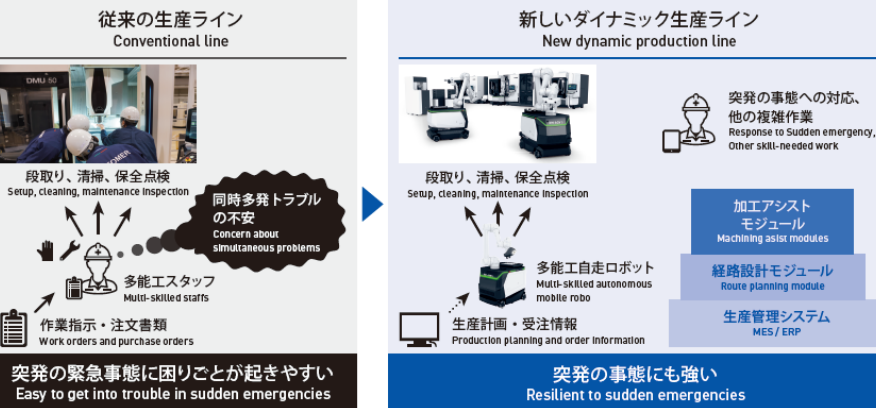 従来の生産ライン
Conventional line
DMU 50
段取り、清掃、保全点検
Setup, cleaning, maintenance inspection
同時多発トラブル
の不安
Concern about
simultaneous problems
多能工スタッフ
Multi-skilled staffs
作業指示・注文書類
Work orders and purchase orders
突発の緊急事態に困りごとが起きやすい
Easy to get into trouble in sudden emergencies
新しいダイナミック生産ライン
New dynamic production line
突発の事態への対応、
他の複雑作業
Response to Sudden emergency,
Other skill-needed work
段取り、清掃、保全点検
Setup, cleaning, maintenance inspection
多能工自走ロボット
Multi-skilled autonomous
mobile robo
生産計画・受注情報
Production planning and order information
加工アシスト
モジュール
Machining asist modules
経路設計モジュール
Route planning module
生産管理システム
MES / ERP
突発の事態にも強い
Resilient to sudden emergencies